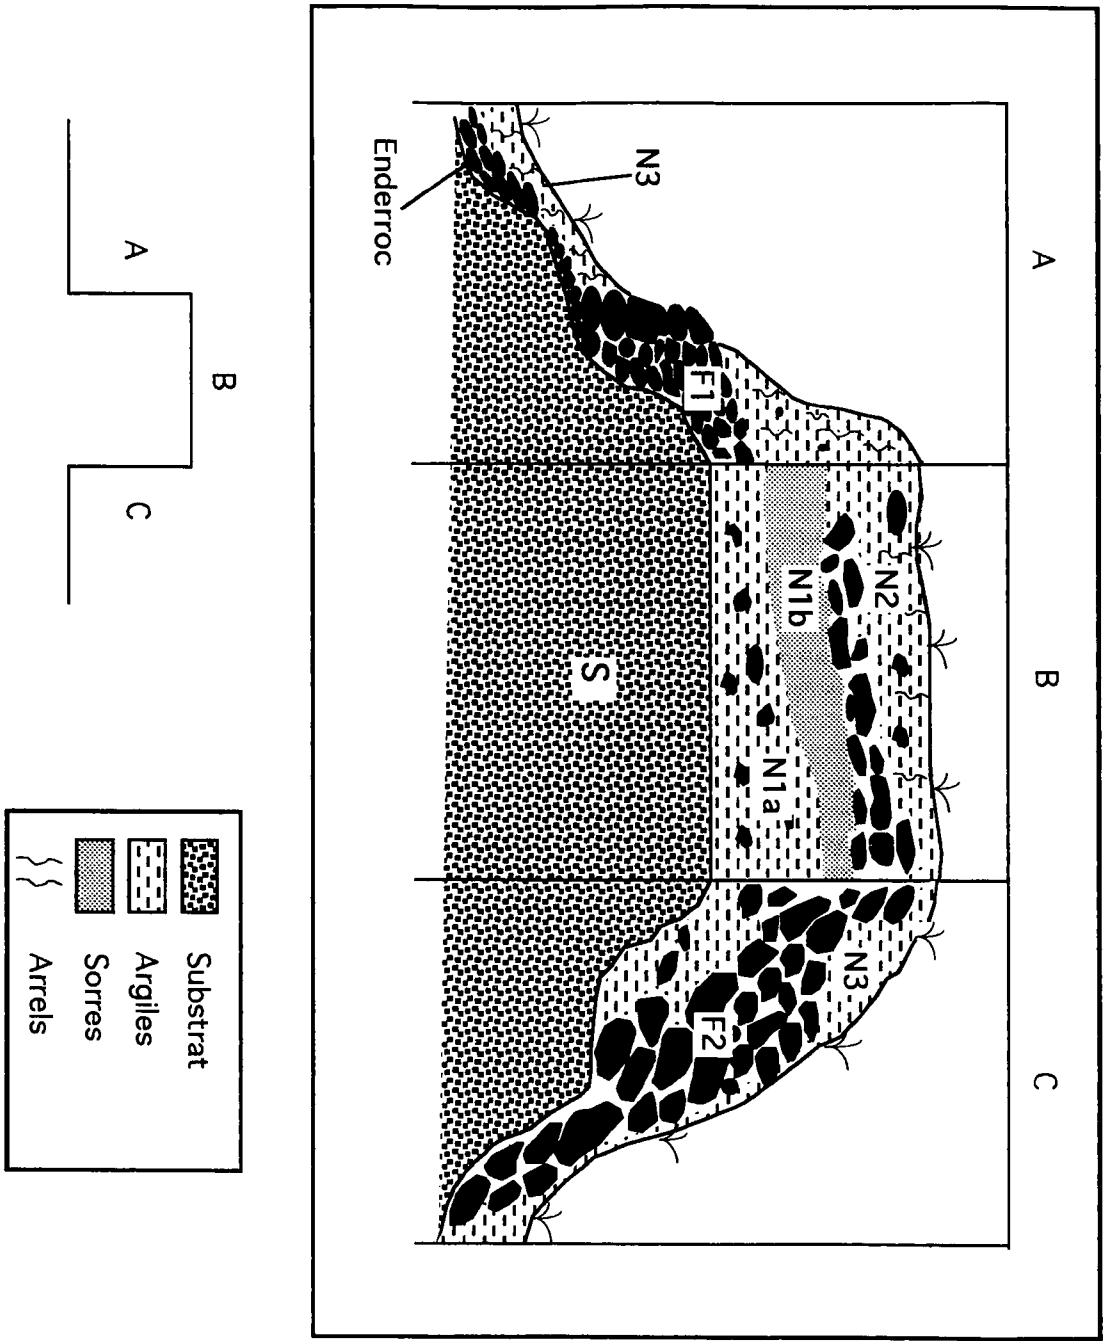 A
B
C
N3
Enderroc
F1
N2
N1b
N1a
S
N3
F2
A
B
C
Substrat
Argiles
Sorres
Arrels